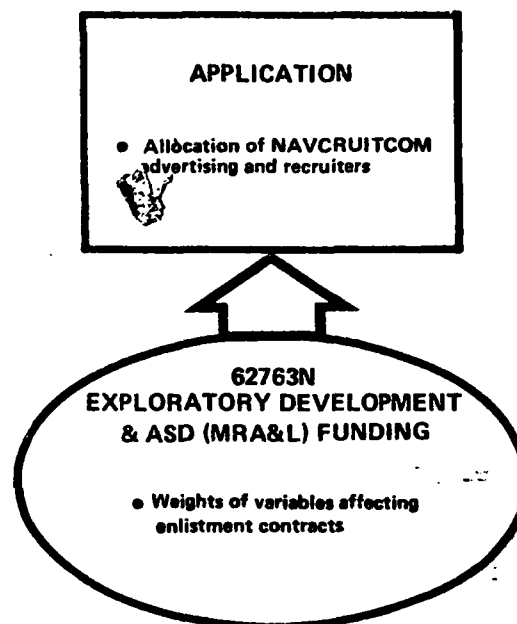 APPLICATION
• Allocation of NAVCRUITCOM
advertising and recruiters
62763N
EXPLORATORY DEVELOPMENT
& ASD (MRA&L) FUNDING
• Weights of variables affecting
enlistment contracts